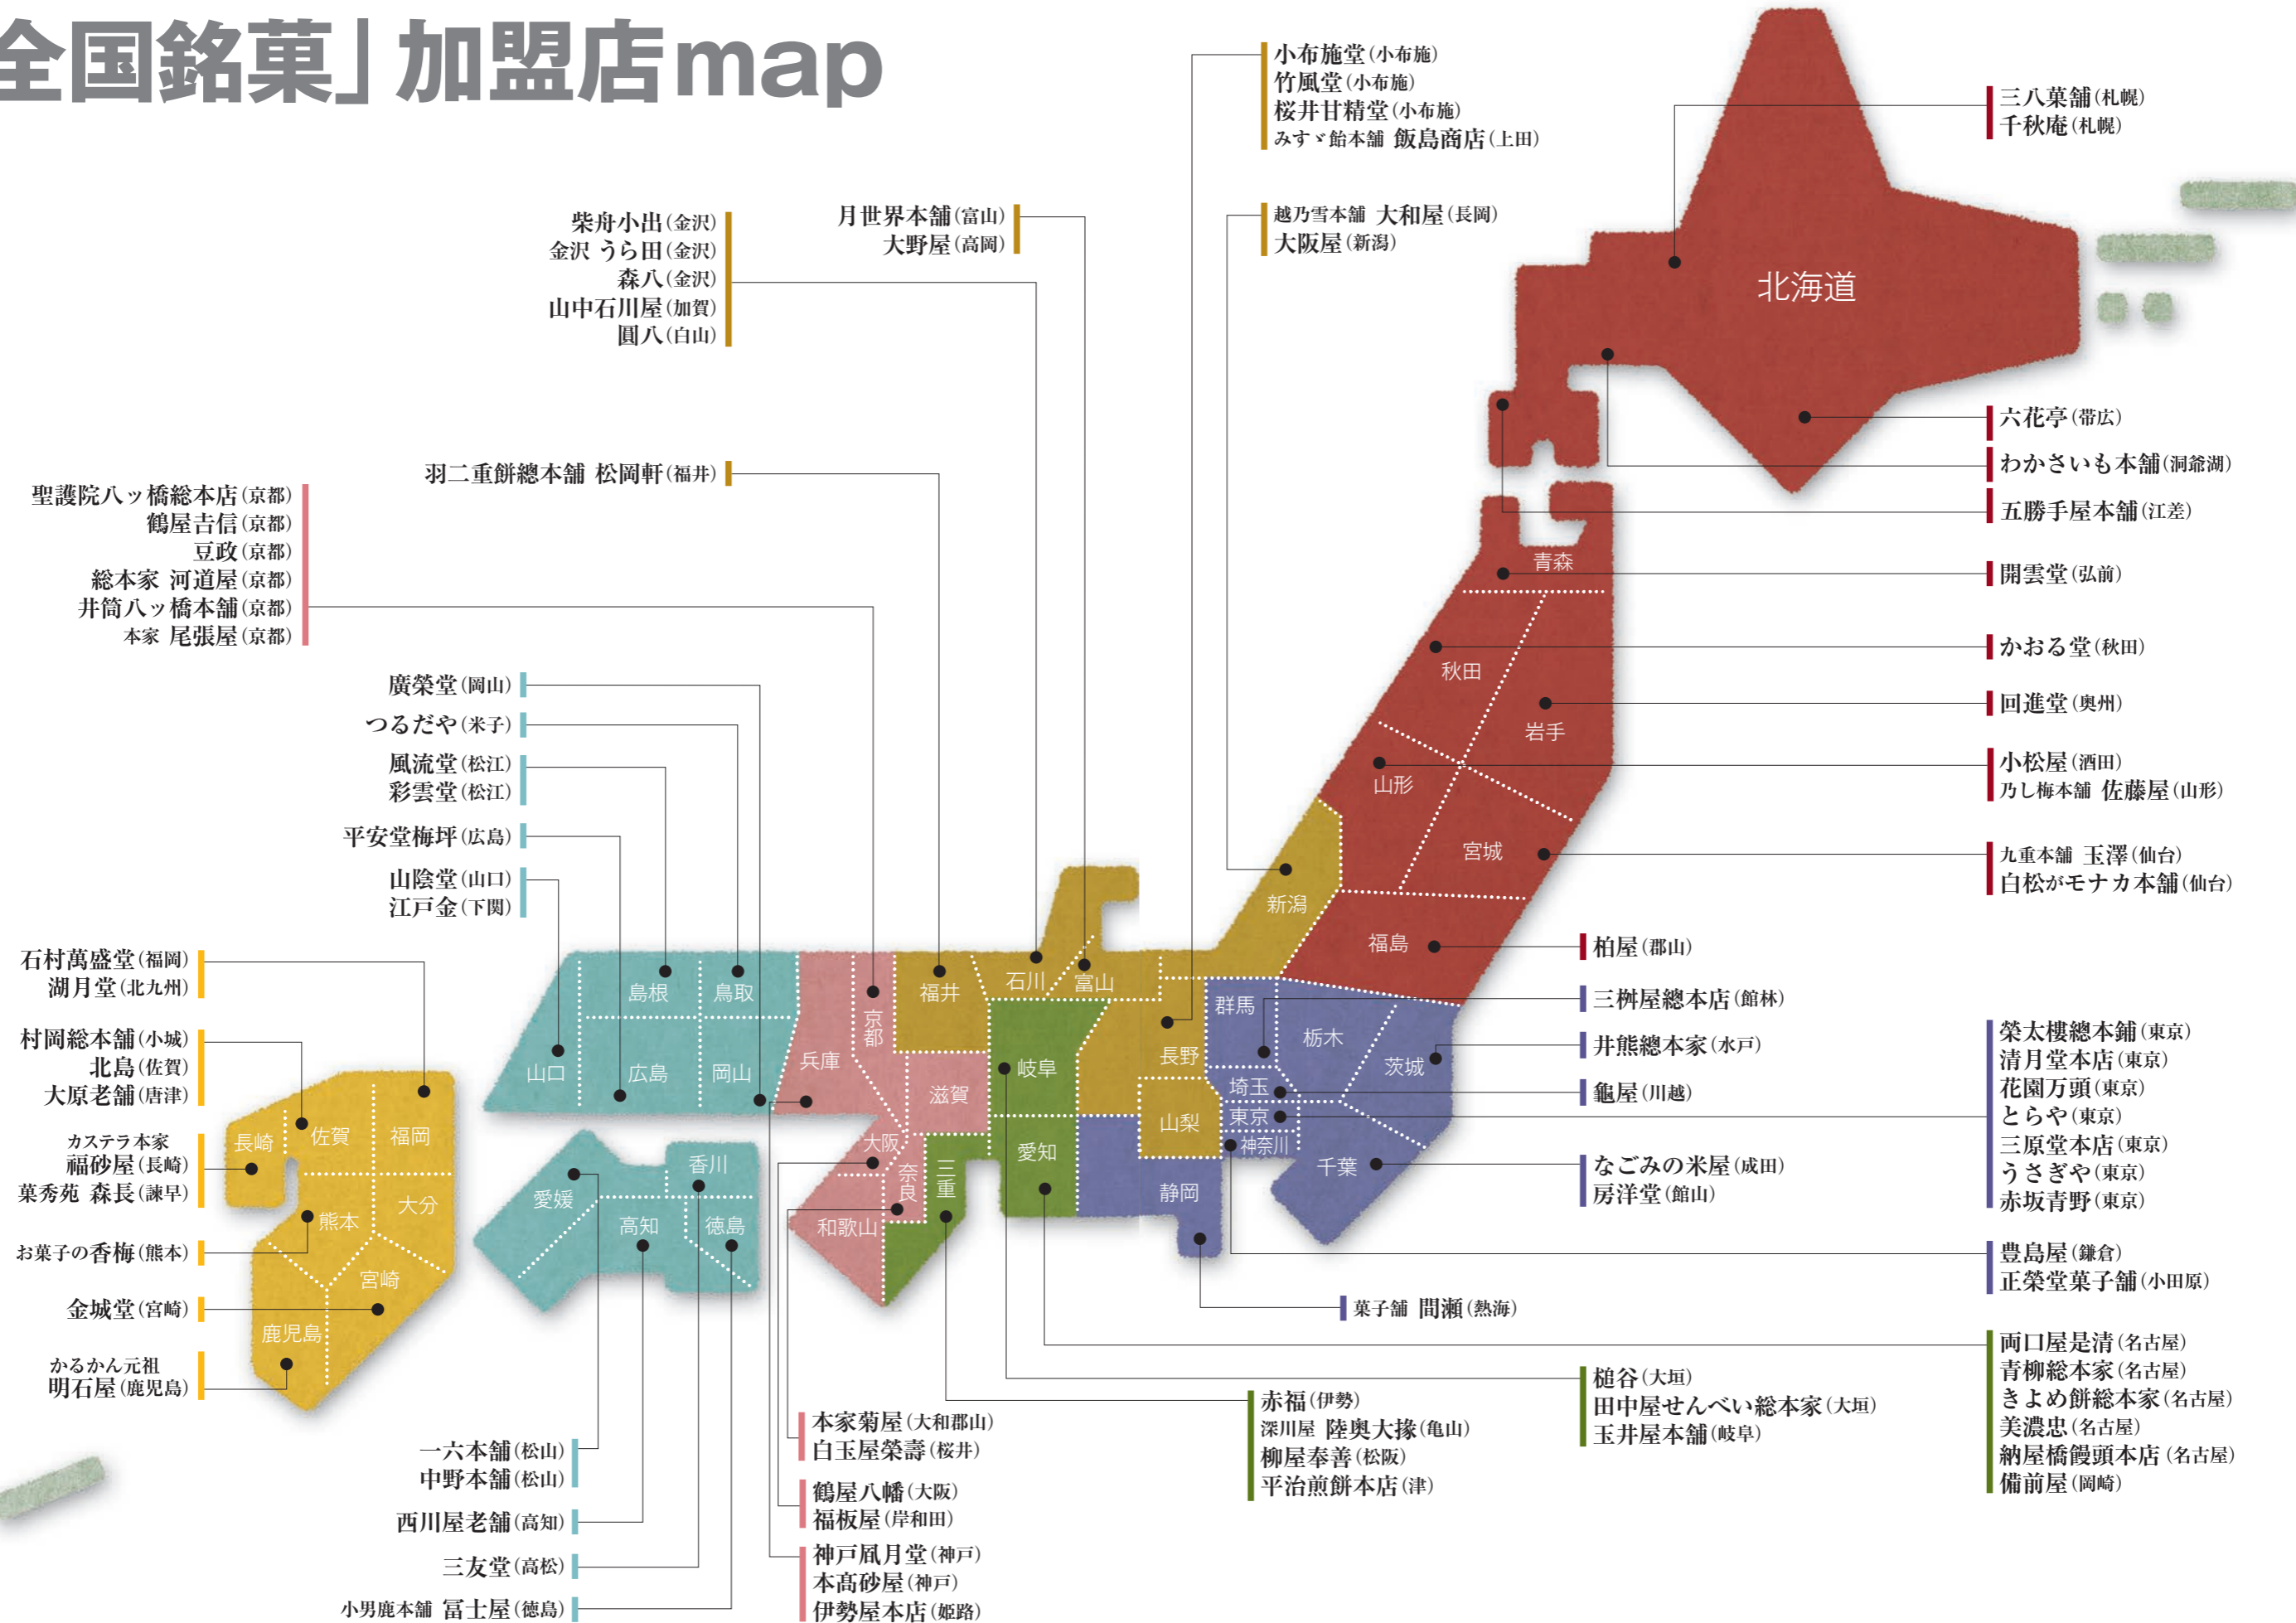 全国銘菓」加盟店map
小布施堂(小布施)
竹風堂(小布施)
桜井甘精堂(小布施)
みすゞ飴本舗 飯島商店(上田)
三八菓舗(札幌)
千秋庵(札幌)
柴舟小出(金沢)
金沢 うら田(金沢)
森八(金沢)
山中石川屋(加賀)
圓八(白山)
月世界本舗(富山)
大野屋(高岡)
越乃雪本舗 大和屋(長岡)
大阪屋(新潟)
北海道
六花亭(帯広)
わかさいも本舗(洞爺湖)
五勝手屋本舗(江差)
羽二重餅總本舗 松岡軒(福井)
聖護院八ッ橋総本店(京都)
鶴屋吉信(京都)
豆政(京都)
総本家 河道屋(京都)
井筒八ッ橋本舗(京都)
本家 尾張屋(京都)
青森
開雲堂(弘前)
秋田
かおる堂(秋田)
岩手
回進堂(奥州)
山形
小松屋(酒田)
乃し梅本舗 佐藤屋(山形)
宮城
九重本舗 玉澤(仙台)
白松がモナカ本舗(仙台)
廣榮堂(岡山)
つるだや(米子)
風流堂(松江)
彩雲堂(松江)
平安堂梅坪(広島)
山陰堂(山口)
江戸金(下関)
新潟
福島
柏屋(郡山)
石村萬盛堂(福岡)
湖月堂(北九州)
村岡総本舗(小城)
北島(佐賀)
大原老舗(唐津)
カステラ本家
福砂屋(長崎)
菓秀苑 森長(諫早)
お菓子の香梅(熊本)
金城堂(宮崎)
かるかん元祖
明石屋(鹿児島)
島根
鳥取
山口
広島
岡山
兵庫
京都
福井
石川
富山
滋賀
岐阜
長野
群馬
栃木
茨城
埼玉
東京
山梨
神奈川
千葉
静岡
愛知
三重
奈良
大阪
和歌山
香川
愛媛
高知
徳島
長崎
佐賀
福岡
熊本
大分
宮崎
鹿児島
三桝屋總本店(館林)
井熊總本家(水戸)
龜屋(川越)
榮太樓總本鋪(東京)
清月堂本店(東京)
花園万頭(東京)
とらや(東京)
三原堂本店(東京)
うさぎや(東京)
赤坂青野(東京)
なごみの米屋(成田)
房洋堂(館山)
豊島屋(鎌倉)
正榮堂菓子舗(小田原)
菓子舗 間瀬(熱海)
両口屋是清(名古屋)
青柳総本家(名古屋)
きよめ餅総本家(名古屋)
美濃忠(名古屋)
納屋橋饅頭本店(名古屋)
備前屋(岡崎)
槌谷(大垣)
田中屋せんべい総本家(大垣)
玉井屋本舗(岐阜)
赤福(伊勢)
深川屋 陸奥大掾(亀山)
柳屋奉善(松阪)
平治煎餅本店(津)
本家菊屋(大和郡山)
白玉屋榮壽(桜井)
鶴屋八幡(大阪)
福板屋(岸和田)
神戸凮月堂(神戸)
本髙砂屋(神戸)
伊勢屋本店(姫路)
一六本舗(松山)
中野本舗(松山)
西川屋老舗(高知)
三友堂(高松)
小男鹿本舗 冨士屋(徳島)